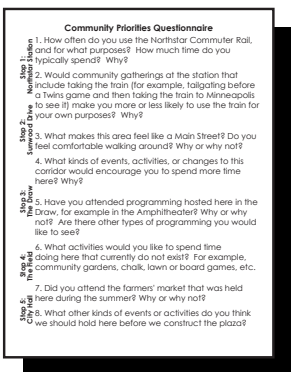 Community Priorities Questionnaire
Stop 1:
Northstar Station
1. How often do you use the Northstar Commuter Rail,
and for what purposes? How much time do you
typically spend? Why?
2. Would community gatherings at the station that
include taking the train (for example, tailgating before
a Twins game and then taking the train to Minneapolis
to see it) make you more or less likely to use the train for
your own purposes? Why?
Stop 2:
Sunwood Drive
3. What makes this area feel like a Main Street? Do you
feel comfortable walking around? Why or why not?
4. What kinds of events, activities, or changes to this
corridor would encourage you to spend more time
here? Why?
Stop 3:
The Draw
5. Have you attended programming hosted here in the
Draw, for example in the Amphitheater? Why or why
not? Are there other types of programming you would
like to see?
Stop 4:
The Field
6. What activities would you like to spend time
doing here that currently do not exist? For example,
community gardens, chalk, lawn or board games, etc.
Stop 5:
City Hall
7. Did you attend the farmers' market that was held
here during the summer? Why or why not?
8. What other kinds of events or activities do you think
we should hold here before we construct the plaza?